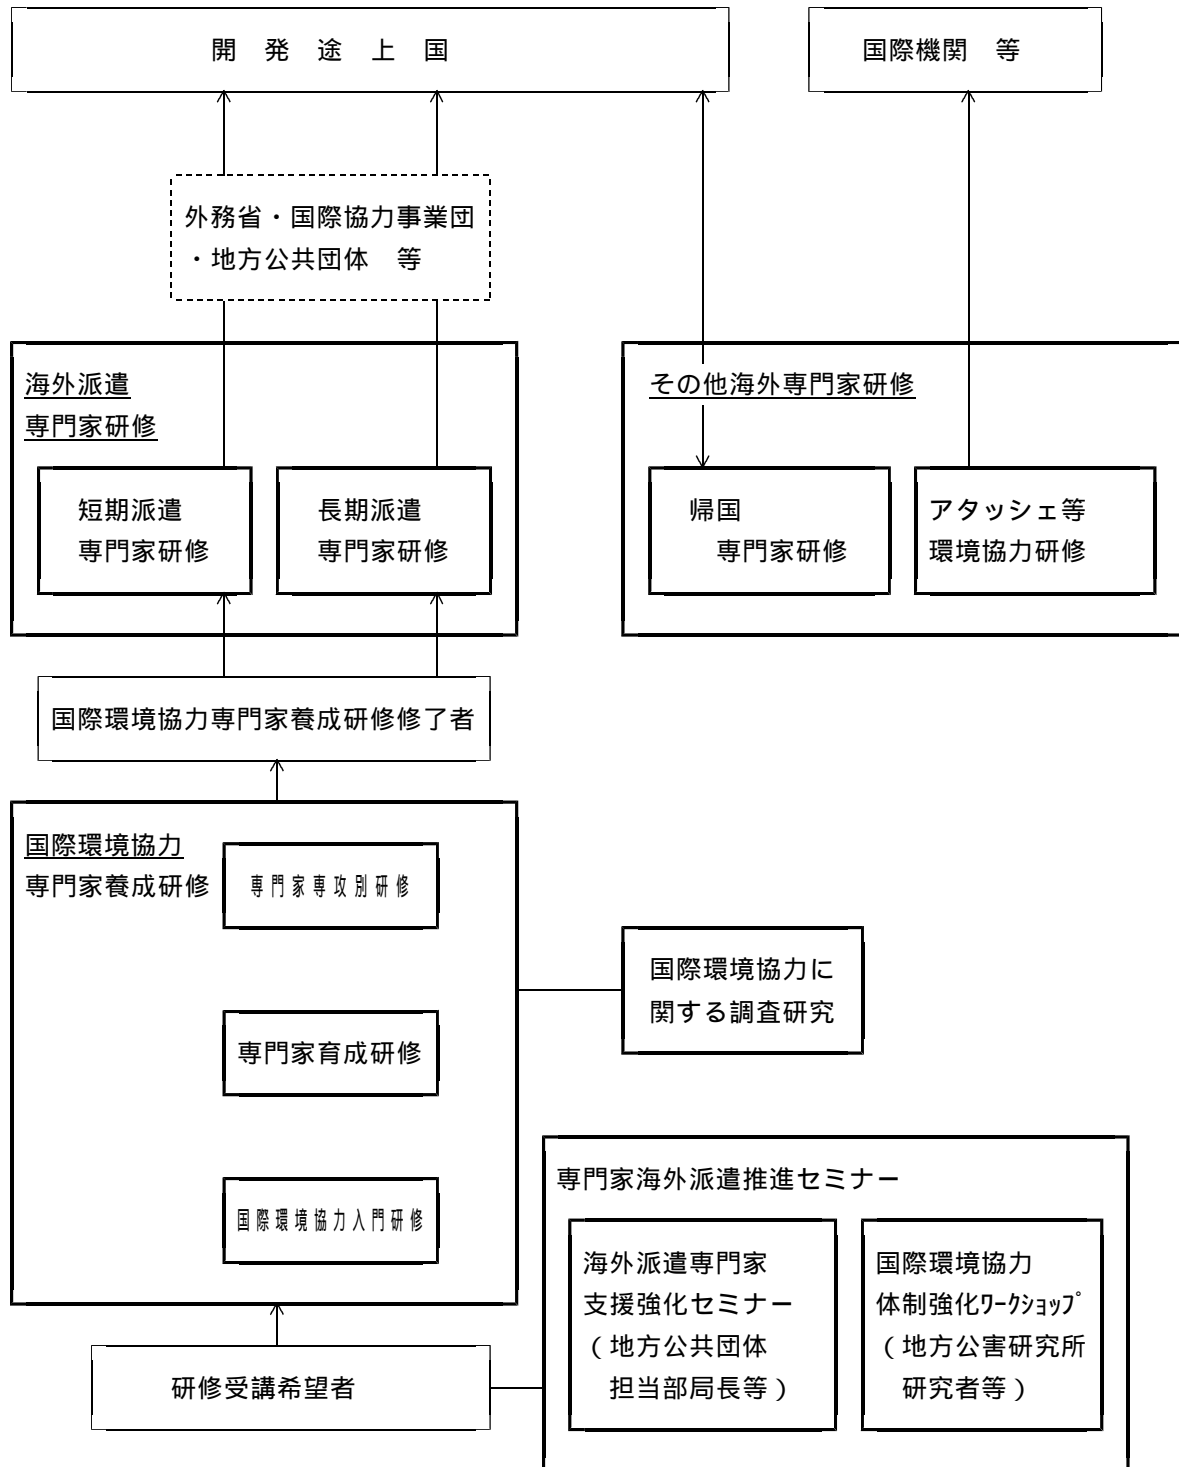 開　発　途　上　国
国際機関　等
外務省・国際協力事業団
・地方公共団体　等
海外派遣
専門家研修
短期派遣
専門家研修
長期派遣
専門家研修
その他海外専門家研修
帰国
専門家研修
アタッシェ等
環境協力研修
国際環境協力専門家養成研修修了者
国際環境協力
専門家養成研修
専門家専攻別研修
専門家育成研修
国際環境協力入門研修
国際環境協力に
関する調査研究
専門家海外派遣推進セミナー
海外派遣専門家
支援強化セミナー
（地方公共団体
担当部局長等）
国際環境協力
体制強化ﾜｰｸｼｮｯﾌﾟ
（地方公害研究所
研究者等）
研修受講希望者